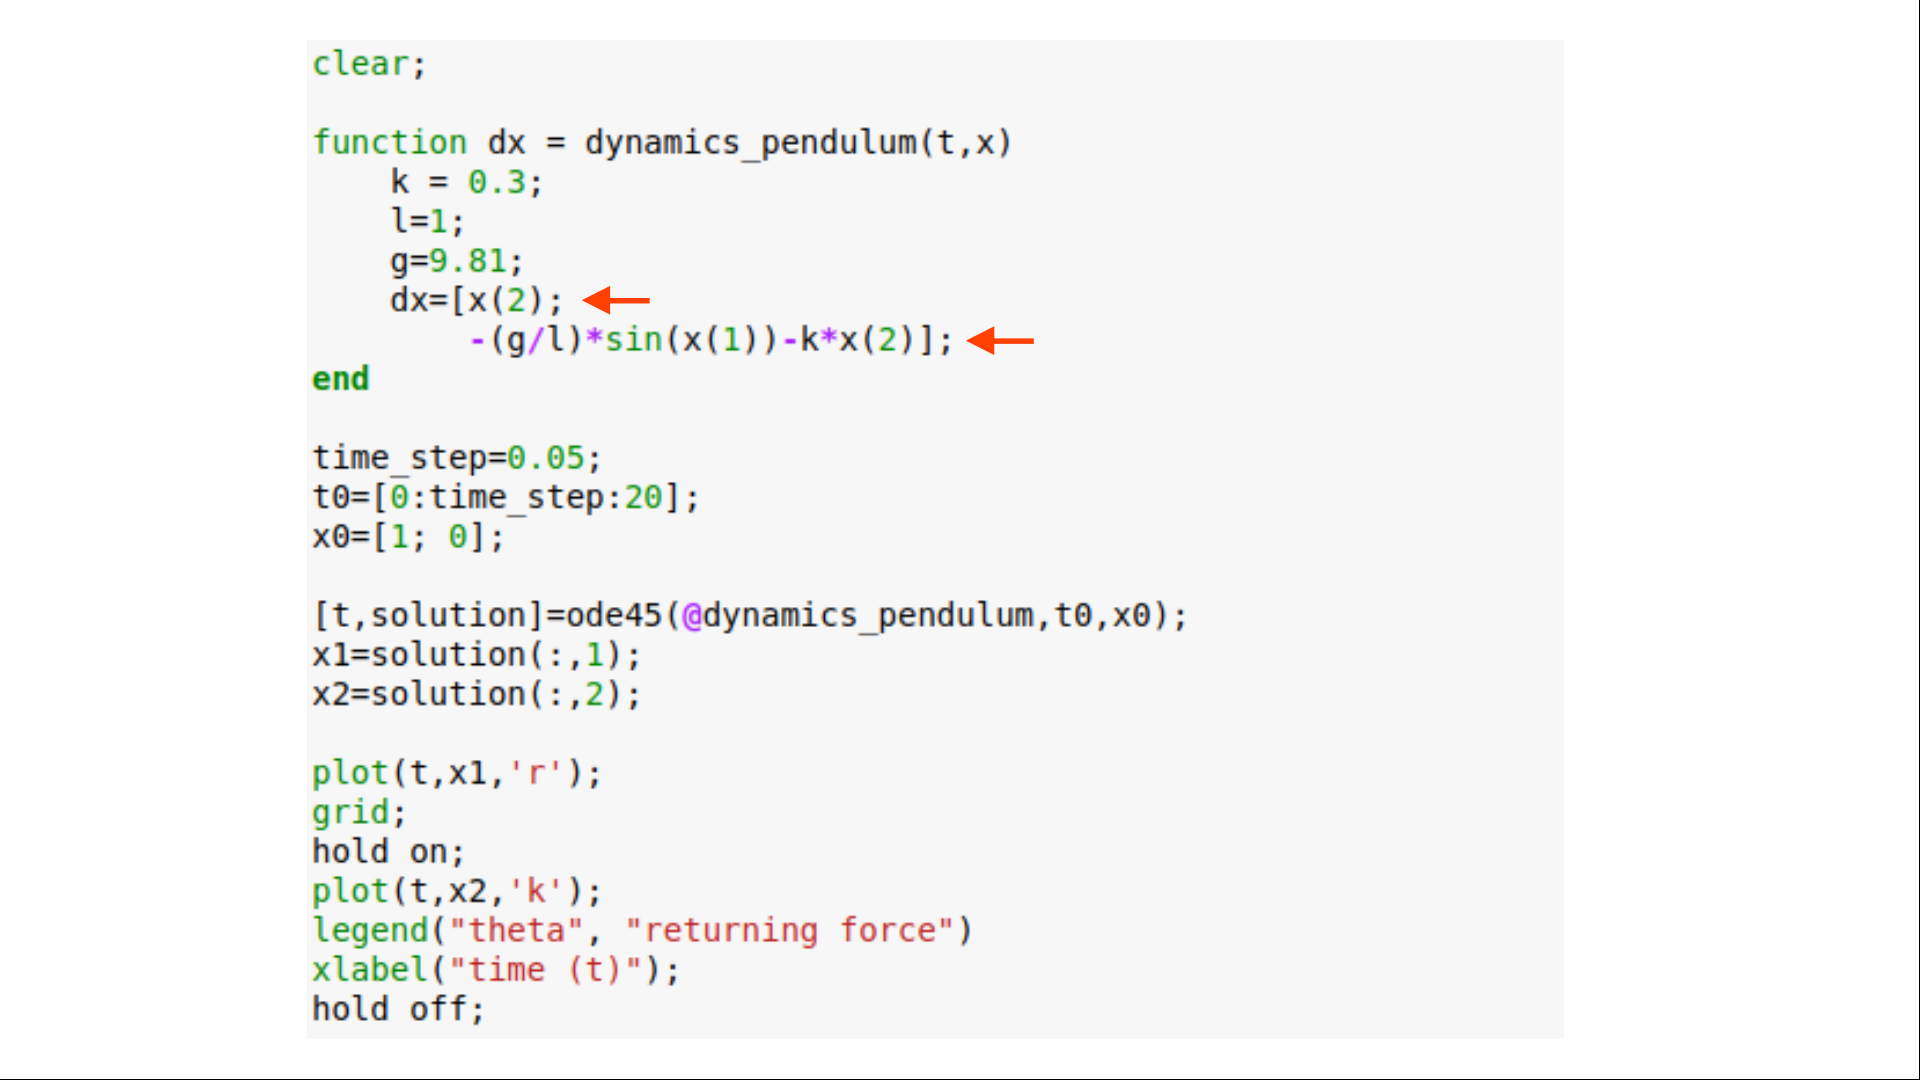 clear;
function dx = dynamics_pendulum(t,x)
    k = 0.3;
    l=1;
    g=9.81;
    dx=[x(2);
        -(g/l)*sin(x(1))-k*x(2)];
end
time_step=0.05;
t0=[0:time_step:20];
x0=[1; 0];
[t,solution]=ode45(@dynamics_pendulum,t0,x0);
x1=solution(:,1);
x2=solution(:,2);
plot(t,x1,'r');
grid;
hold on;
plot(t,x2,'k');
legend("theta", "returning force")
xlabel("time (t)");
hold off;